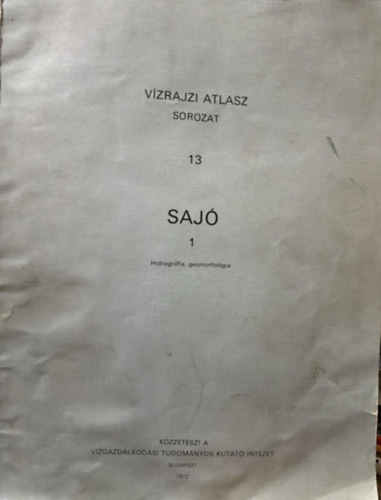 VÍZRAJZI ATLASZ
SOROZAT
13
SAJÓ
1
Hidrográfia, geomorfológia
KÖZZÉTESZI A
VÍZGAZDÁLKODÁSI TUDOMÁNYOS KUTATÓ INTÉZET
BUDAPEST